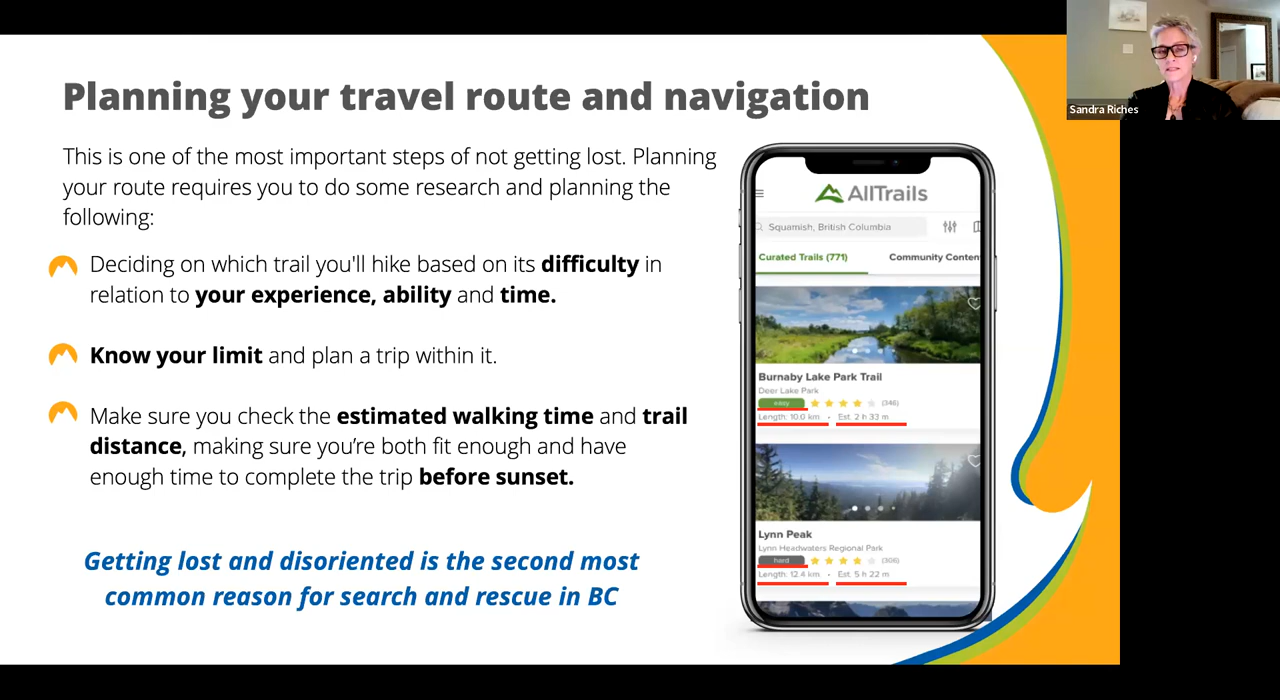 Planning your travel route and navigation
This is one of the most important steps of not getting lost. Planning
your route requires you to do some research and planning the
following:
Deciding on which trail you'll hike based on its difficulty in
relation to your experience, ability and time.
Know your limit and plan a trip within it.
Make sure you check the estimated walking time and trail
distance, making sure you’re both fit enough and have
enough time to complete the trip before sunset.
Getting lost and disoriented is the second most
common reason for search and rescue in BC
AllTrails
Squamish, British Columbia
Curated Trails (771) Community Conten
Burnaby Lake Park Trail
Deer Lake Park
easy (346)
Length: 10.0 km • Est. 2 h 33 m
Lynn Peak
Lynn Headwaters Regional Park
hard (306)
Length: 12.4 km • Est. 5 h 22 m
Sandra Riches